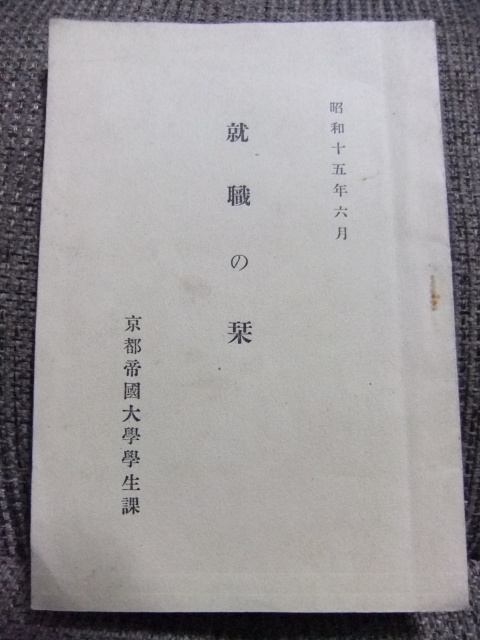 昭和十五年六月
就職の栞
京都帝國大學學生課